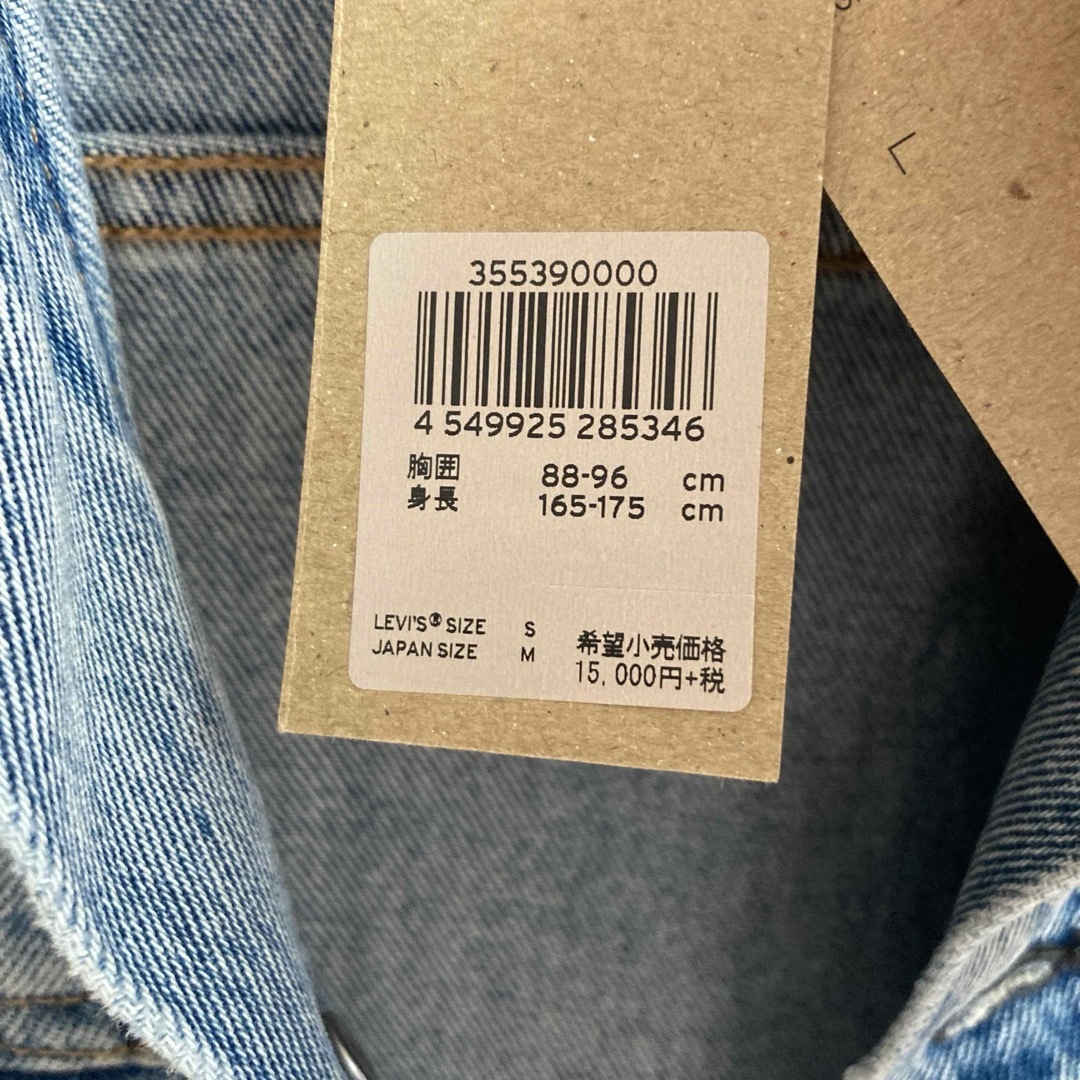 355390000
4 549925 285346
胸囲 88-96 cm
身長 165-175 cm
LEVI'S® SIZE S
JAPAN SIZE M
希望小売価格
15,000円+税